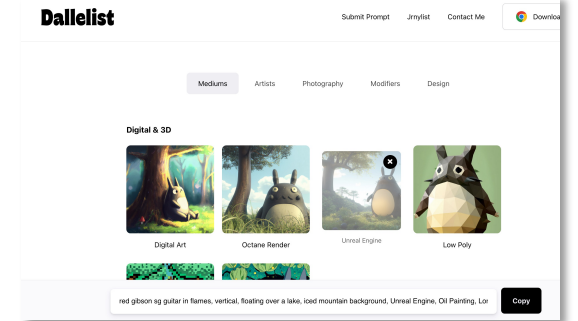 Dallelist
Submit Prompt Jrnylist Contact Me Downloa
Mediums Artists Photography Modifiers Design
Digital & 3D
Digital Art Octane Render Unreal Engine Low Poly
red gibson sg guitar in flames, vertical, floating over a lake, iced mountain background, Unreal Engine, Oil Painting, Lor Copy